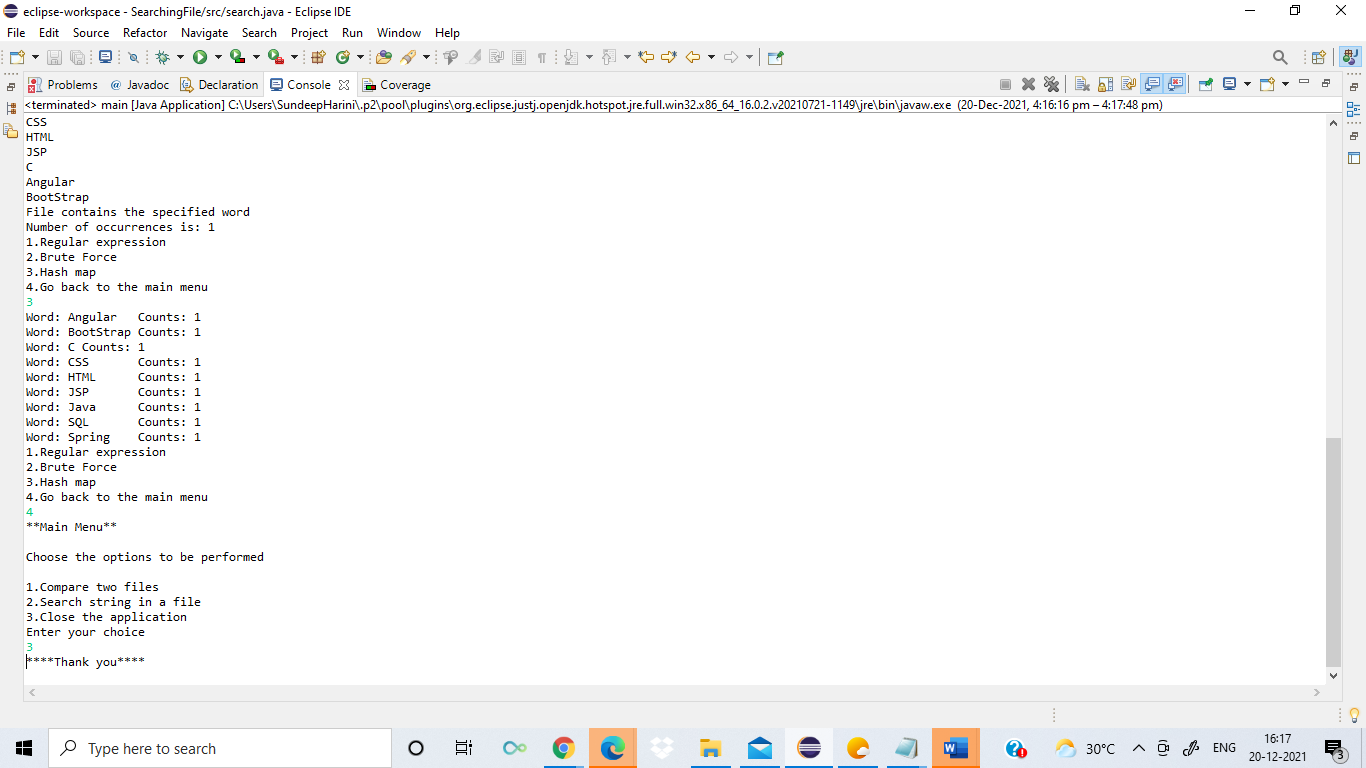 eclipse-workspace - SearchingFile/src/search.java - Eclipse IDE
File Edit Source Refactor Navigate Search Project Run Window Help
Problems @ Javadoc Declaration Console Coverage
<terminated> main [Java Application] C:\Users\SundeepHarini\.p2\pool\plugins\org.eclipse.justj.openjdk.hotspot.jre.full.win32.x86_64_16.0.2.v20210721-1149\jre\bin\javaw.exe (20-Dec-2021, 4:16:16 pm – 4:17:48 pm)
CSS
HTML
JSP
C
Angular
BootStrap
File contains the specified word
Number of occurrences is: 1
1.Regular expression
2.Brute Force
3.Hash map
4.Go back to the main menu
3
Word: Angular   Counts: 1
Word: BootStrap Counts: 1
Word: C Counts: 1
Word: CSS       Counts: 1
Word: HTML      Counts: 1
Word: JSP       Counts: 1
Word: Java      Counts: 1
Word: SQL       Counts: 1
Word: Spring    Counts: 1
1.Regular expression
2.Brute Force
3.Hash map
4.Go back to the main menu
4
**Main Menu**
Choose the options to be performed
1.Compare two files
2.Search string in a file
3.Close the application
Enter your choice
3
****Thank you****
Type here to search
30°C
ENG
16:17
20-12-2021
3